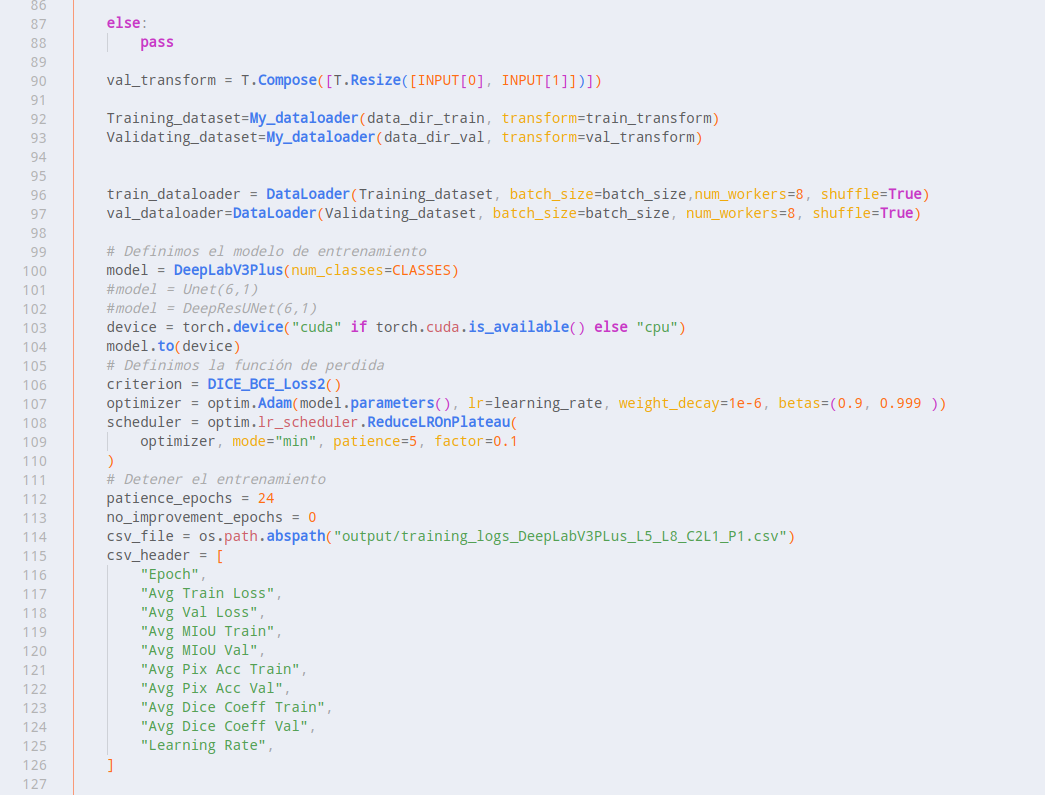 86
87 else:
88 pass
89
90 val_transform = T.Compose([T.Resize([INPUT[0], INPUT[1]])])
91
92 Training_dataset=My_dataloader(data_dir_train, transform=train_transform)
93 Validating_dataset=My_dataloader(data_dir_val, transform=val_transform)
94
95
96 train_dataloader = DataLoader(Training_dataset, batch_size=batch_size,num_workers=8, shuffle=True)
97 val_dataloader=DataLoader(Validating_dataset, batch_size=batch_size, num_workers=8, shuffle=True)
98
99 # Definimos el modelo de entrenamiento
100 model = DeepLabV3Plus(num_classes=CLASSES)
101 #model = Unet(6,1)
102 #model = DeepResUNet(6,1)
103 device = torch.device("cuda" if torch.cuda.is_available() else "cpu")
104 model.to(device)
105 # Definimos la función de perdida
106 criterion = DICE_BCE_Loss2()
107 optimizer = optim.Adam(model.parameters(), lr=learning_rate, weight_decay=1e-6, betas=(0.9, 0.999 ))
108 scheduler = optim.lr_scheduler.ReduceLROnPlateau(
109 optimizer, mode="min", patience=5, factor=0.1
110 )
111 # Detener el entrenamiento
112 patience_epochs = 24
113 no_improvement_epochs = 0
114 csv_file = os.path.abspath("output/training_logs_DeepLabV3PLus_L5_L8_C2L1_P1.csv")
115 csv_header = [
116 "Epoch",
117 "Avg Train Loss",
118 "Avg Val Loss",
119 "Avg MIoU Train",
120 "Avg MIoU Val",
121 "Avg Pix Acc Train",
122 "Avg Pix Acc Val",
123 "Avg Dice Coeff Train",
124 "Avg Dice Coeff Val",
125 "Learning Rate",
126 ]
127